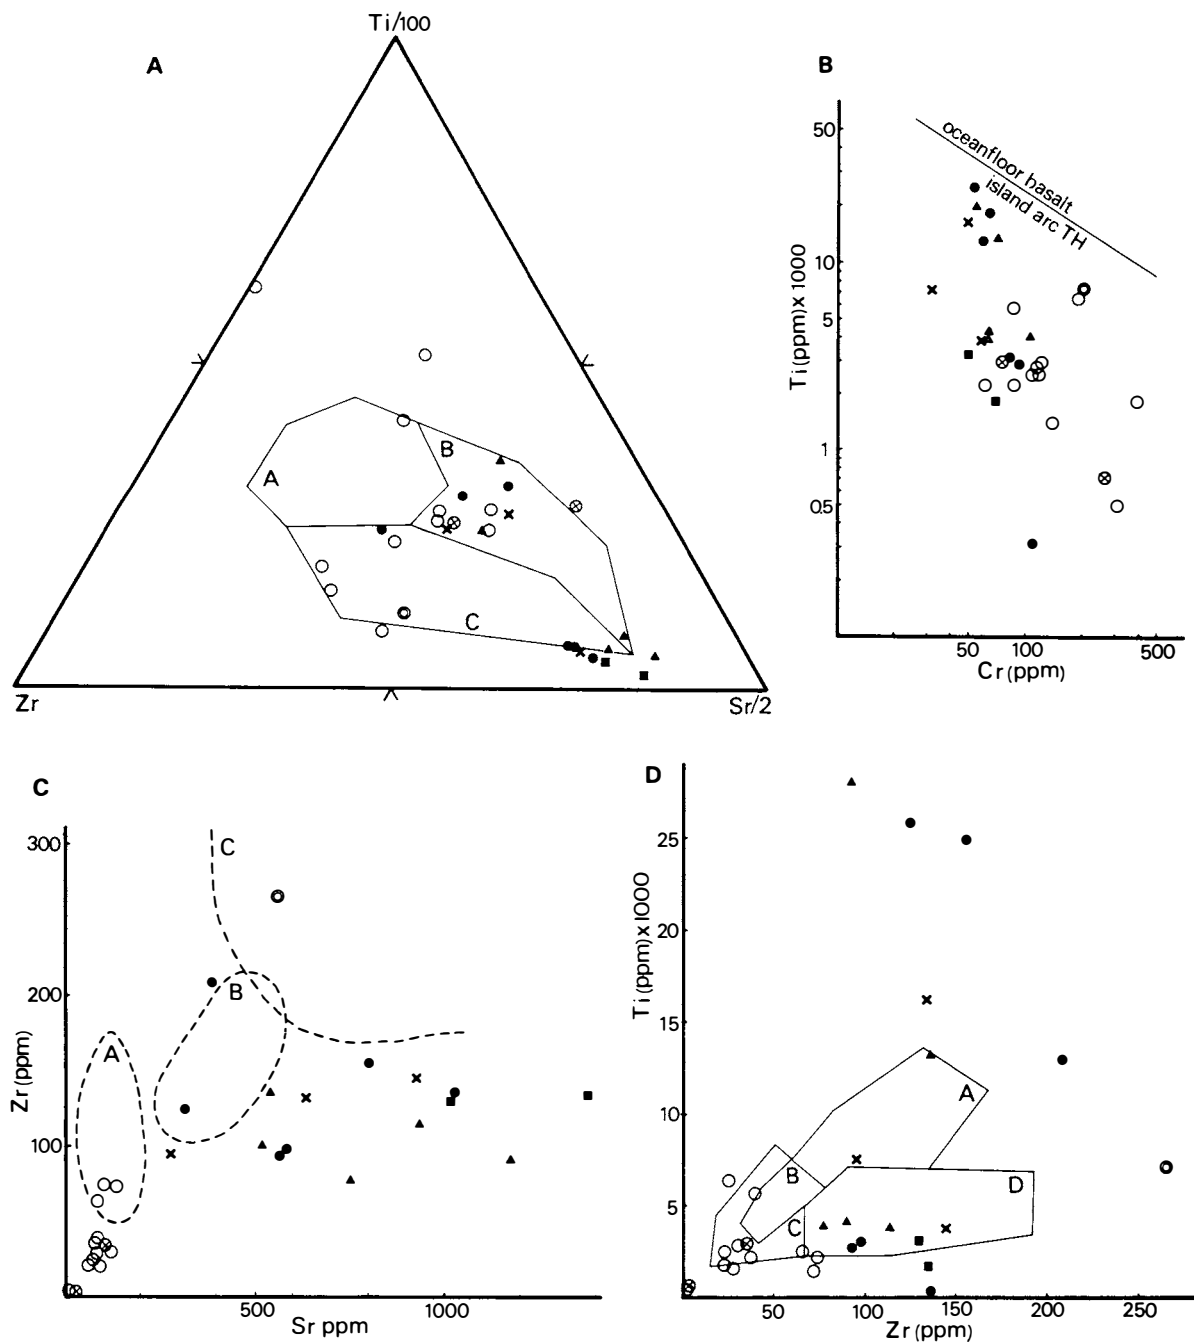 A
Ti/100
A
B
C
Zr
Sr/2
B
50
10
5
1
0.5
Ti (ppm) x 1000
oceanfloor basalt
island arc TH
50
100
500
Cr (ppm)
C
300
200
100
Zr (ppm)
A
B
C
500
1000
Sr ppm
D
25
20
15
10
5
Ti (ppm) x 1000
A
B
C
D
50
100
150
200
250
Zr (ppm)